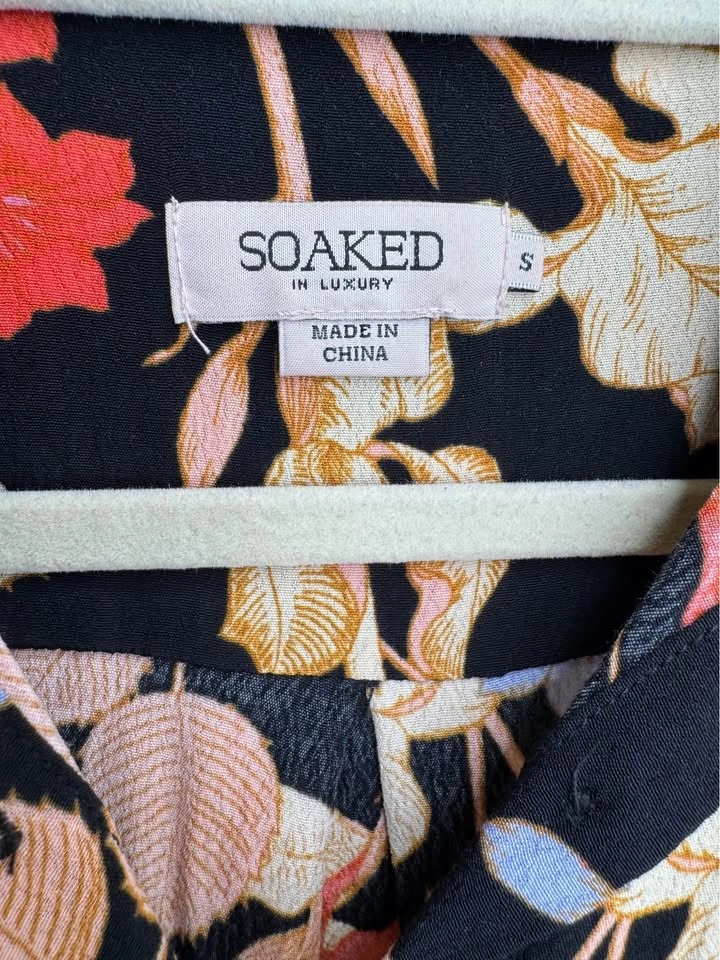 SOAKED
IN LUXURY
S
MADE IN
CHINA